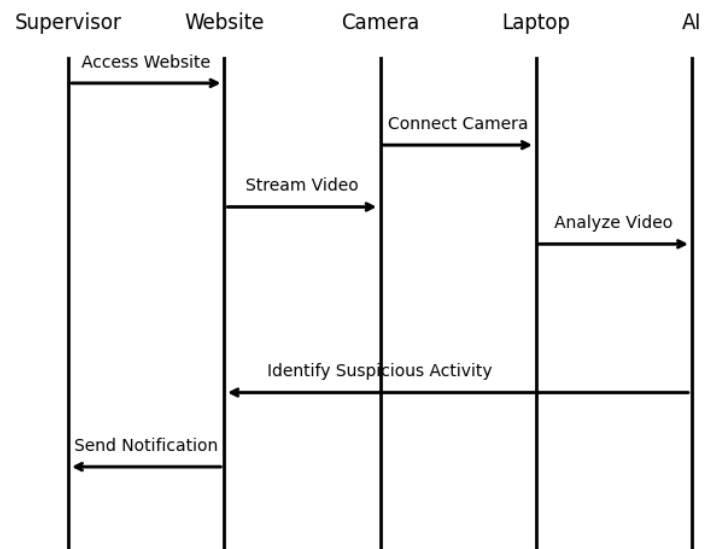 Supervisor Website Camera Laptop AI
Access Website
Connect Camera
Stream Video
Analyze Video
Identify Suspicious Activity
Send Notification